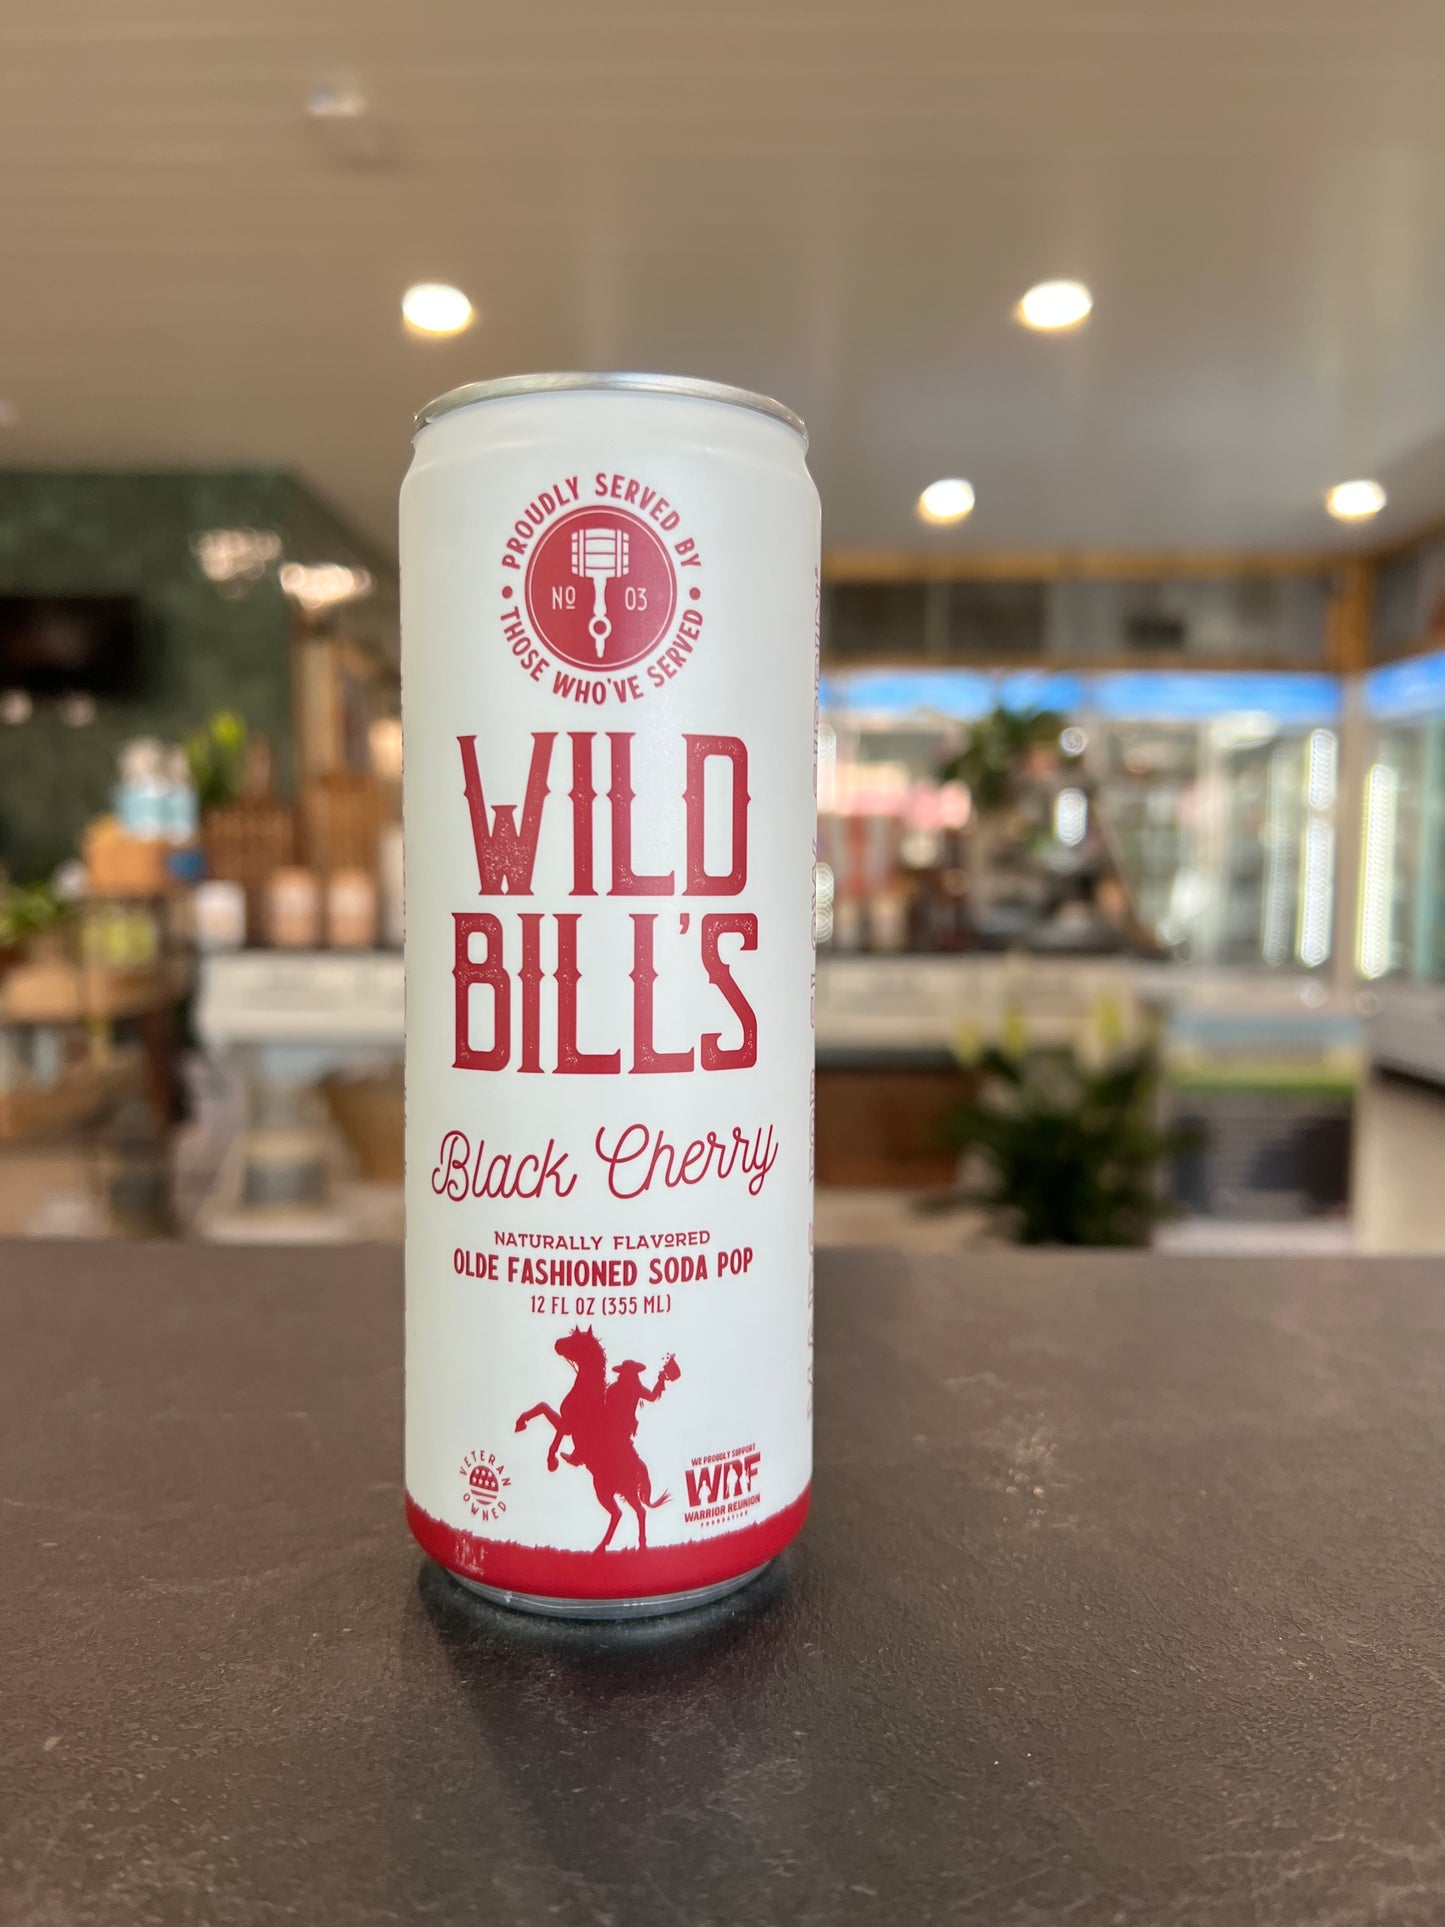 PROUDLY SERVED BY
Nº 03
THOSE WHO'VE SERVED
WILD
BILL'S
Black Cherry
NATURALLY FLAVORED
OLDE FASHIONED SODA POP
12 FL OZ (355 ML)
VETERAN
OWNED
WE PROUDLY SUPPORT
WRF
WARRIOR REUNION
FOUNDATION